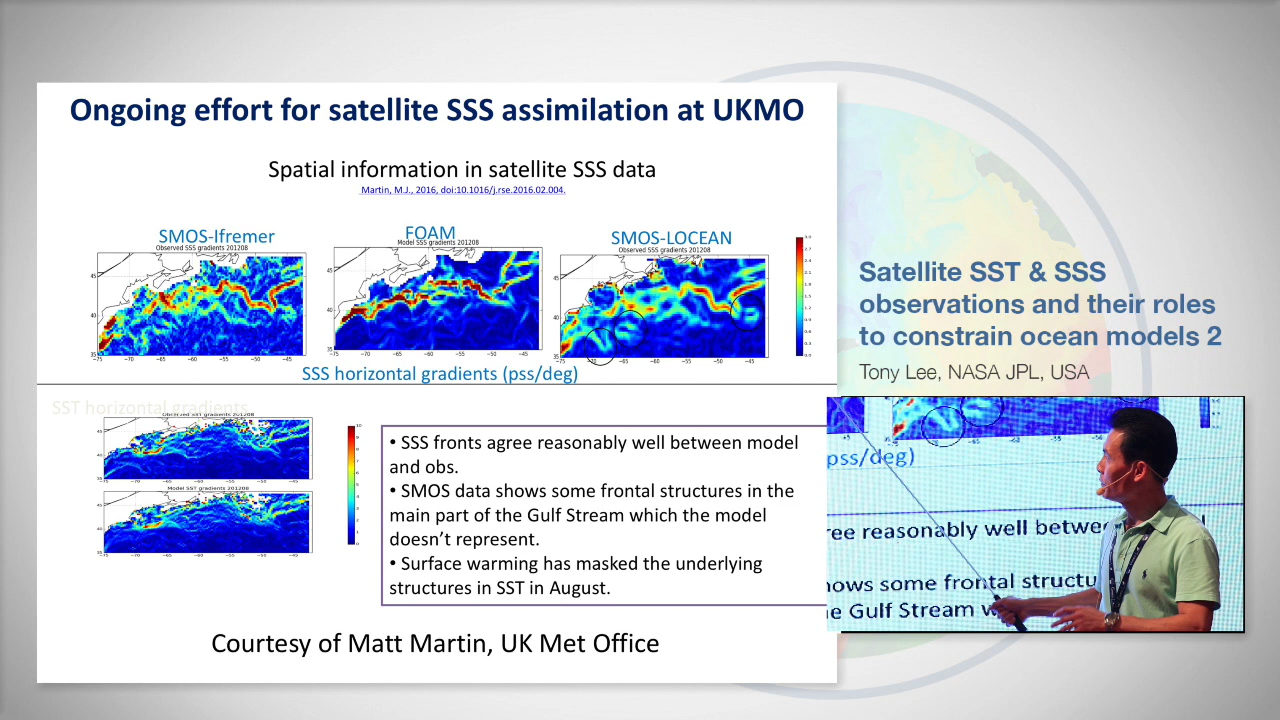 Ongoing effort for satellite SSS assimilation at UKMO
Spatial information in satellite SSS data
Martin, M.J., 2016, doi:10.1016/j.rse.2016.02.004.
SMOS-Ifremer
Observed SSS gradients 201208
FOAM
Model SSS gradients 201208
SMOS-LOCEAN
Observed SSS gradients 201208
SSS horizontal gradients (pss/deg)
SST horizontal gradients
Observed SST gradients 201208
Model SST gradients 201208
• SSS fronts agree reasonably well between model
and obs.
• SMOS data shows some frontal structures in the
main part of the Gulf Stream which the model
doesn’t represent.
• Surface warming has masked the underlying
structures in SST in August.
Courtesy of Matt Martin, UK Met Office
Satellite SST & SSS
observations and their roles
to constrain ocean models 2
Tony Lee, NASA JPL, USA
pss/deg)
ree reasonably well betwe
ows some frontal structu
e Gulf Stream w